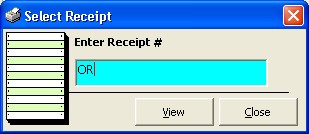 Select Receipt
Enter Receipt #
OR
View Close